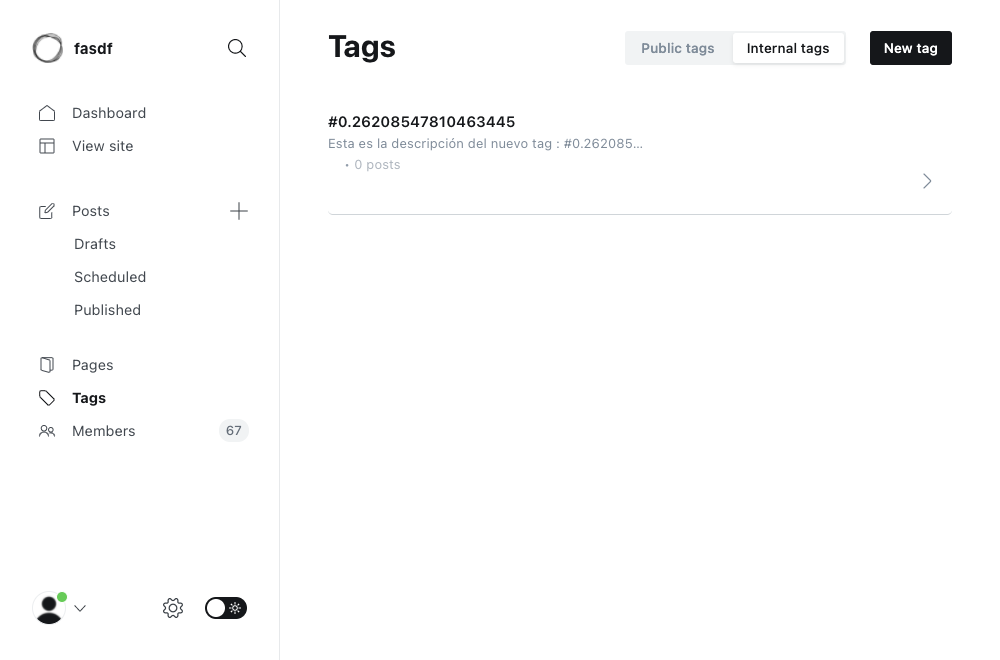 fasdf
Dashboard
View site
Posts
Drafts
Scheduled
Published
Pages
Tags
Members 67
Tags
Public tags
Internal tags
New tag
#0.26208547810463445
Esta es la descripción del nuevo tag : #0.262085...
• 0 posts